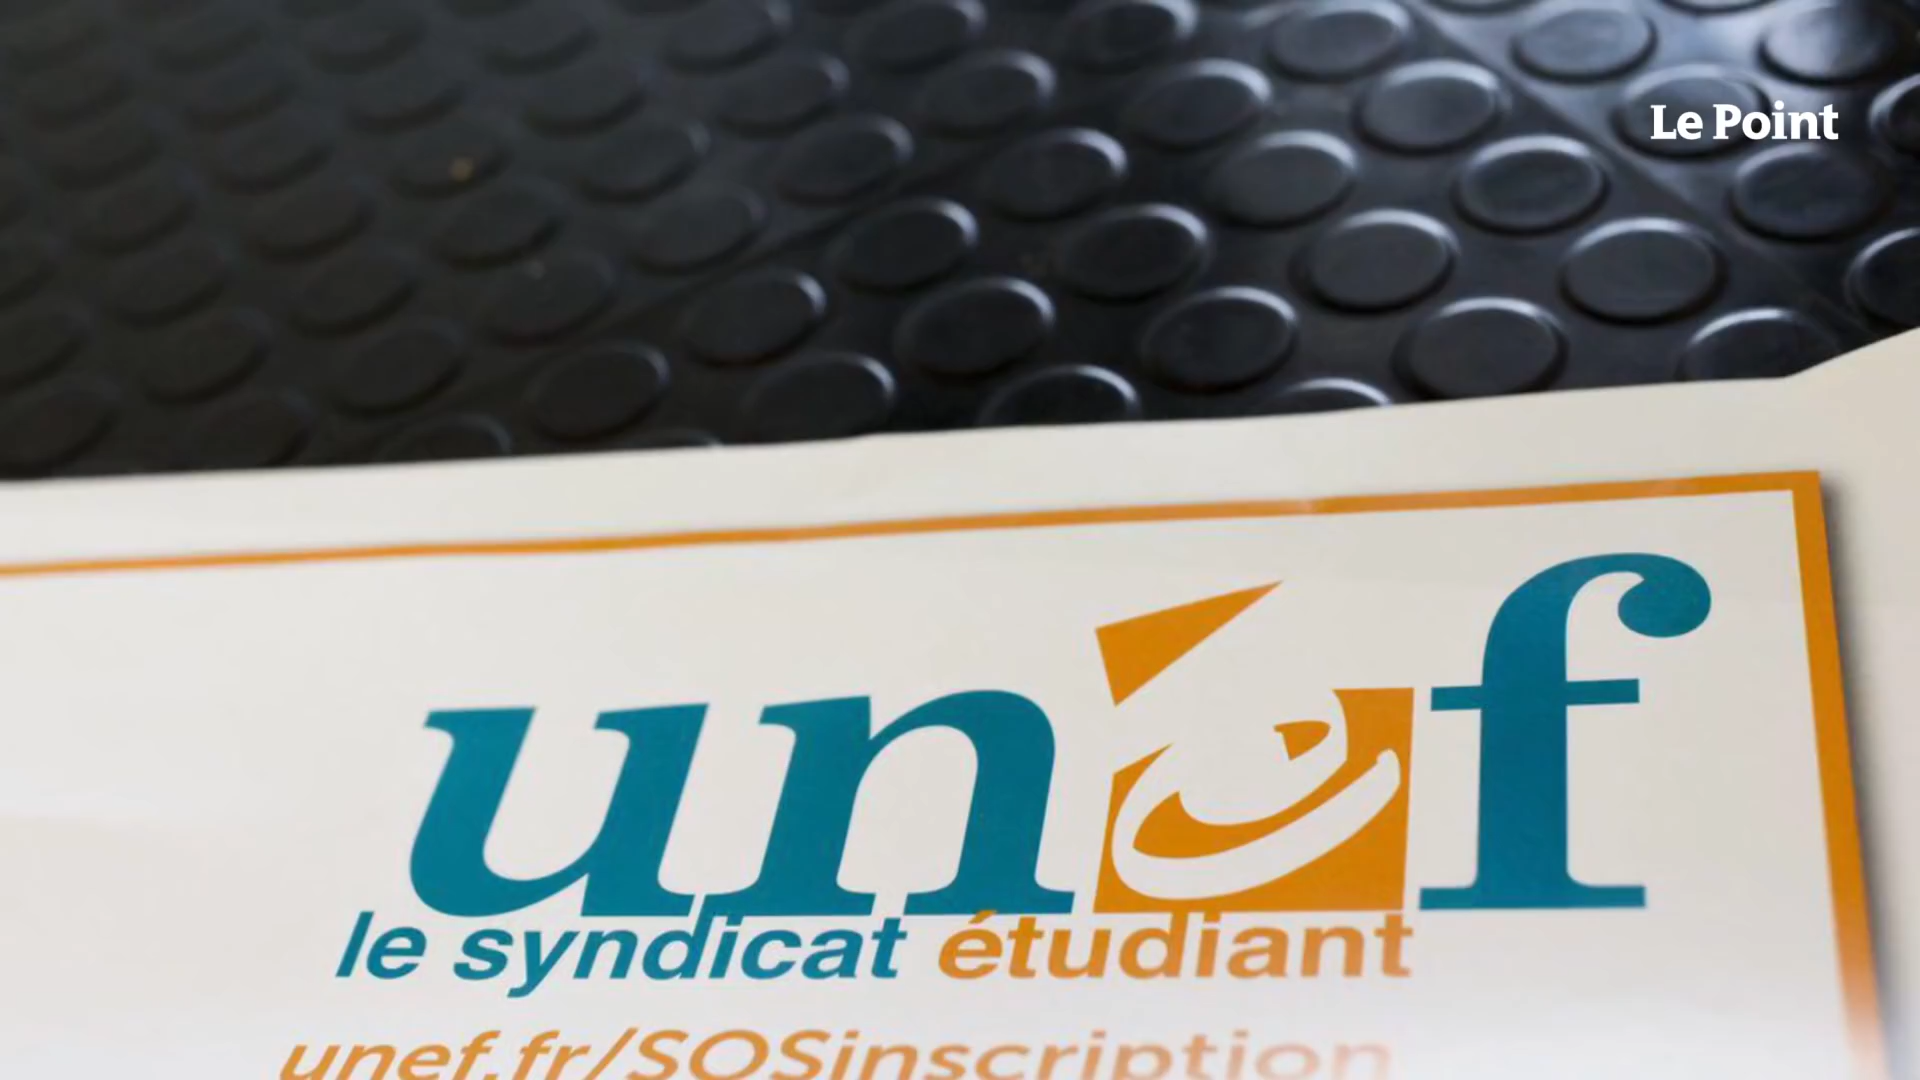 Le Point
unef
le syndicat étudiant
unef.fr/SOSinscription